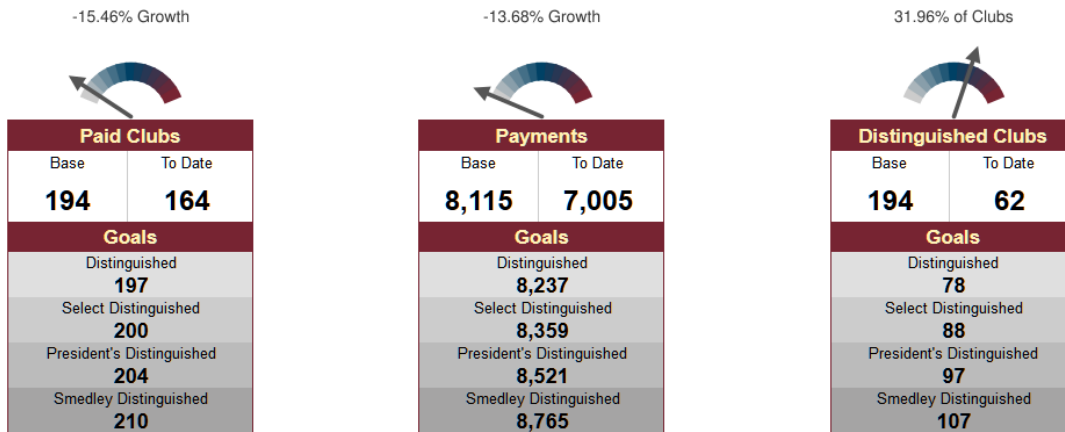 -15.46% Growth
Paid Clubs
Base To Date
194 164
Goals
Distinguished
197
Select Distinguished
200
President's Distinguished
204
Smedley Distinguished
210
-13.68% Growth
Payments
Base To Date
8,115 7,005
Goals
Distinguished
8,237
Select Distinguished
8,359
President's Distinguished
8,521
Smedley Distinguished
8,765
31.96% of Clubs
Distinguished Clubs
Base To Date
194 62
Goals
Distinguished
78
Select Distinguished
88
President's Distinguished
97
Smedley Distinguished
107